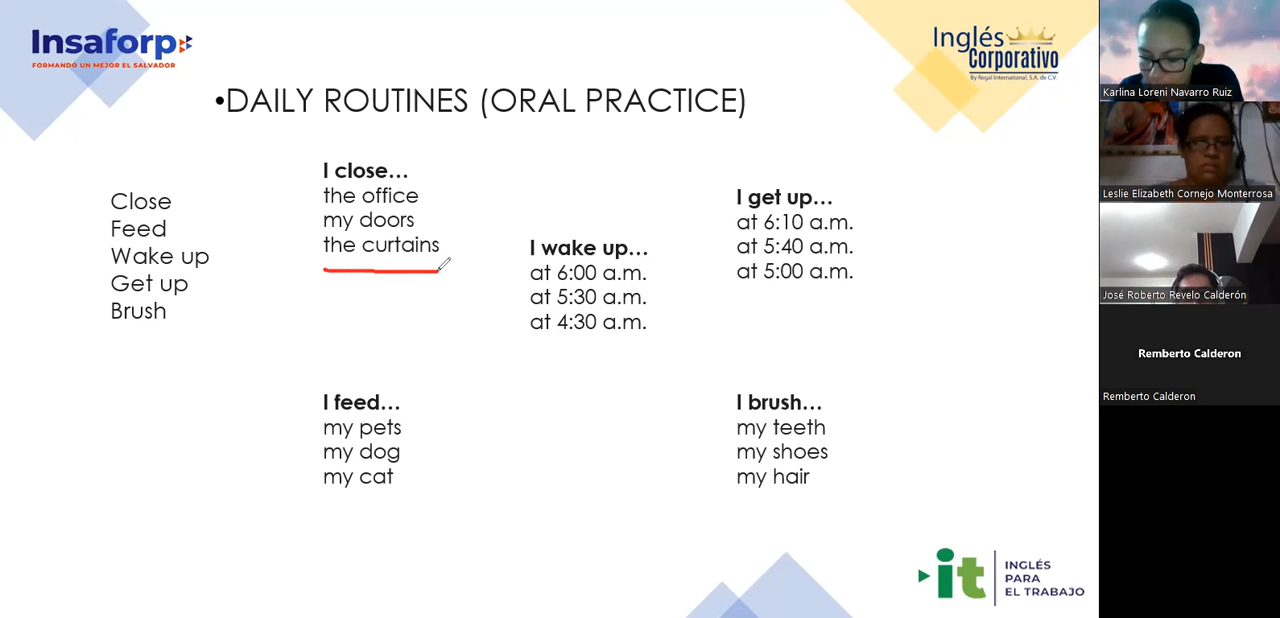 Insaforp
FORMANDO UN MEJOR EL SALVADOR
Inglés
Corporativo
By Regal International, S.A. de C.V.
•DAILY ROUTINES (ORAL PRACTICE)
Close
Feed
Wake up
Get up
Brush
I close...
the office
my doors
the curtains
I wake up...
at 6:00 a.m.
at 5:30 a.m.
at 4:30 a.m.
I get up...
at 6:10 a.m.
at 5:40 a.m.
at 5:00 a.m.
I feed...
my pets
my dog
my cat
I brush...
my teeth
my shoes
my hair
it
INGLÉS
PARA
EL TRABAJO
Karlina Loreni Navarro Ruiz
Leslie Elizabeth Cornejo Monterrosa
José Roberto Revelo Calderón
Remberto Calderon
Remberto Calderon